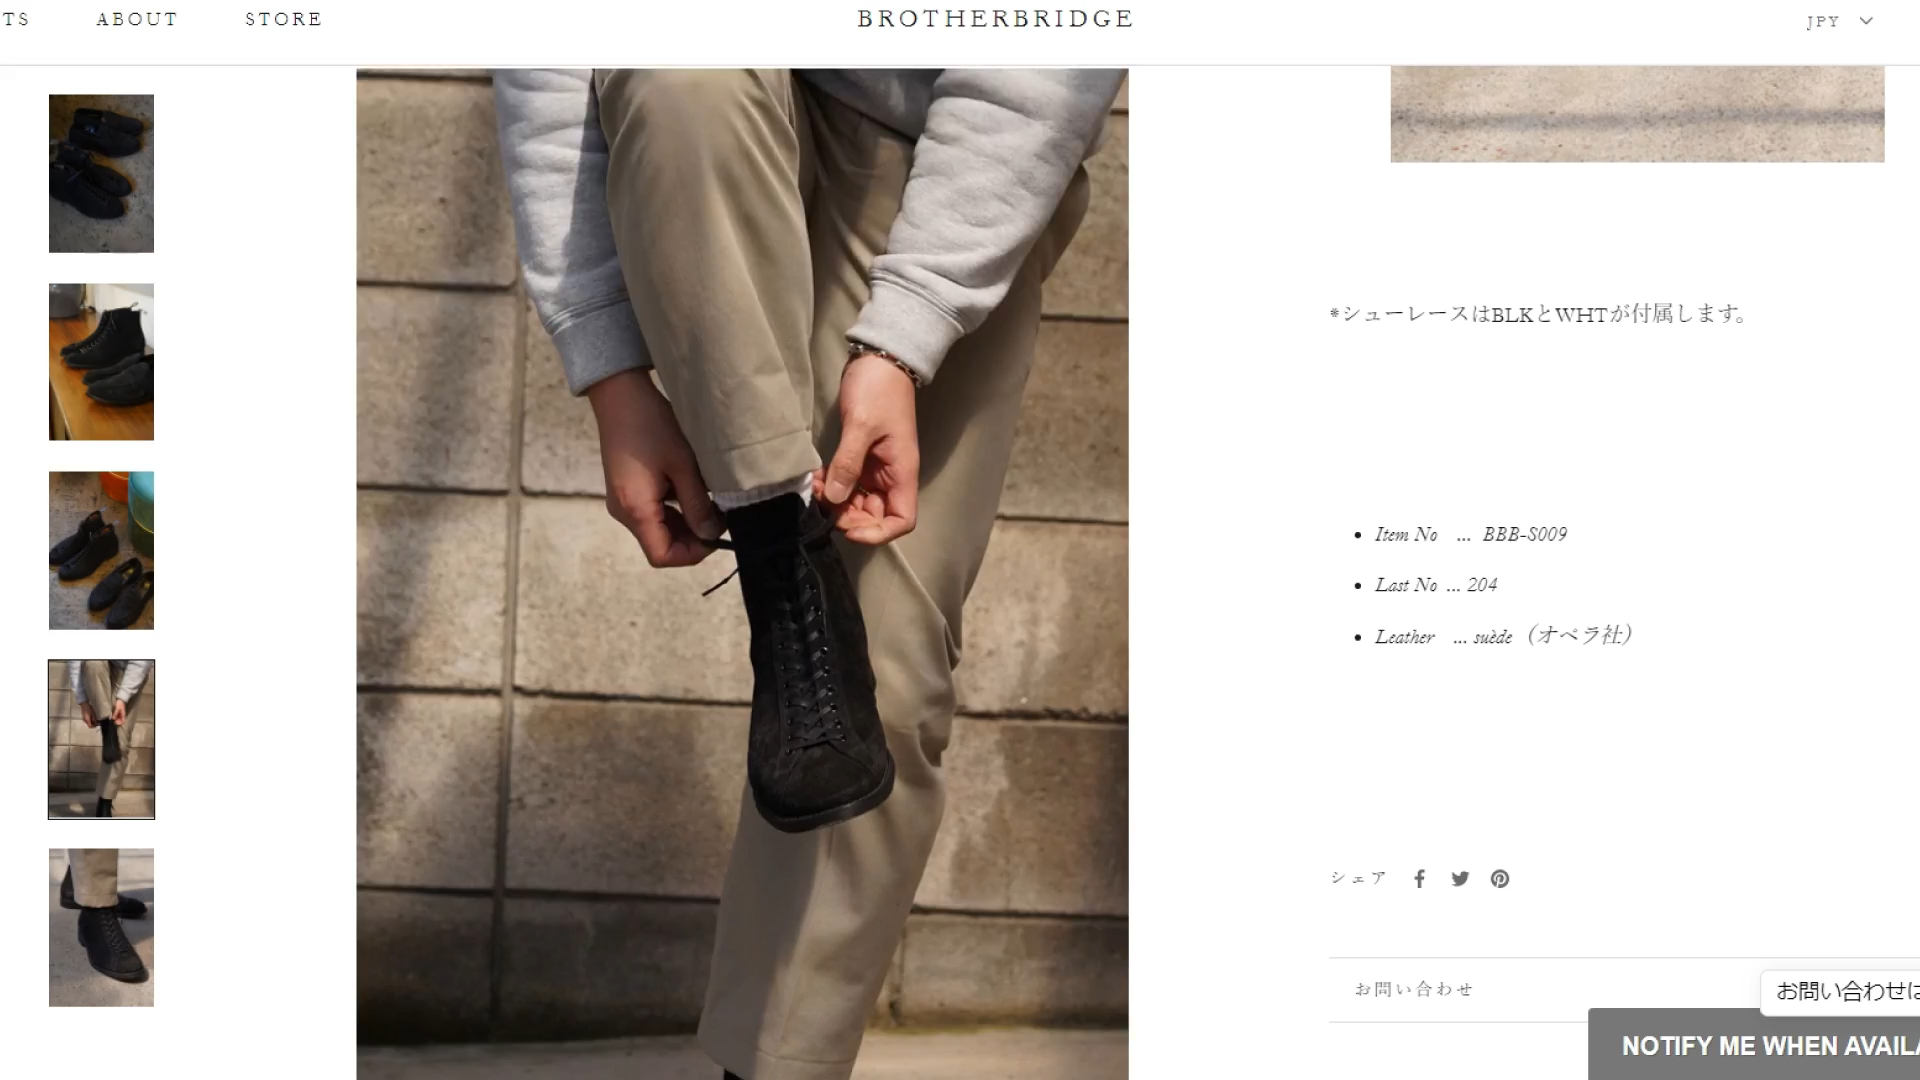 TS ABOUT STORE BROTHERBRIDGE JPY
*シューレースはBLKとWHTが付属します。
Item No ... BBB-S009
Last No ... 204
Leather ... suède（オペラ社）
シェア
お問い合わせ
お問い合わせは
NOTIFY ME WHEN AVAILA